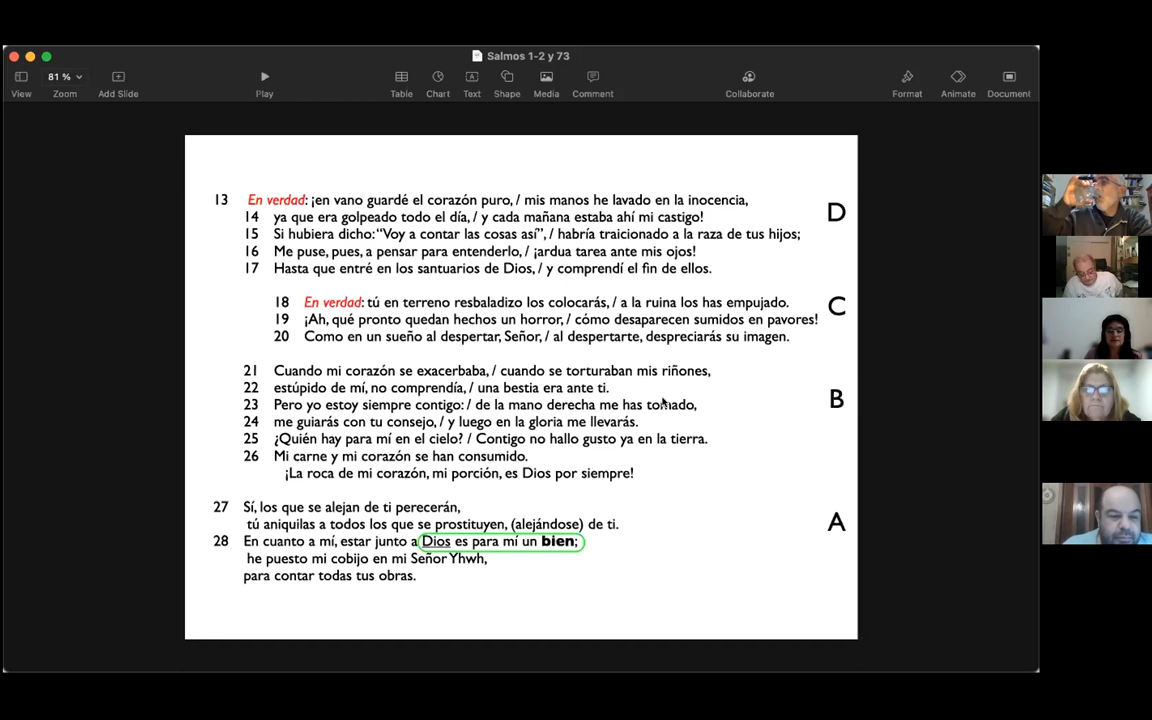 Salmos 1-2 y 73
81 %
View
Zoom
Add Slide
Play
Table
Chart
Text
Shape
Media
Comment
Collaborate
Format
Animate
Document
13 En verdad: ¡en vano guardé el corazón puro, / mis manos he lavado en la inocencia,
14 ya que era golpeado todo el día, / y cada mañana estaba ahí mi castigo!
15 Si hubiera dicho: “Voy a contar las cosas así”, / habría traicionado a la raza de tus hijos;
16 Me puse, pues, a pensar para entenderlo, / ¡ardua tarea ante mis ojos!
17 Hasta que entré en los santuarios de Dios, / y comprendí el fin de ellos.
D
18 En verdad: tú en terreno resbaladizo los colocarás, / a la ruina los has empujado.
19 ¡Ah, qué pronto quedan hechos un horror, / cómo desaparecen sumidos en pavores!
20 Como en un sueño al despertar, Señor, / al despertarte, despreciarás su imagen.
C
21 Cuando mi corazón se exacerbaba, / cuando se torturaban mis riñones,
22 estúpido de mí, no comprendía, / una bestia era ante ti.
23 Pero yo estoy siempre contigo: / de la mano derecha me has tomado,
24 me guiarás con tu consejo, / y luego en la gloria me llevarás.
25 ¿Quién hay para mí en el cielo? / Contigo no hallo gusto ya en la tierra.
26 Mi carne y mi corazón se han consumido.
¡La roca de mi corazón, mi porción, es Dios por siempre!
B
27 Sí, los que se alejan de ti perecerán,
tú aniquilas a todos los que se prostituyen, (alejándose) de ti.
28 En cuanto a mí, estar junto a Dios es para mí un bien;
he puesto mi cobijo en mi Señor Yhwh,
para contar todas tus obras.
A